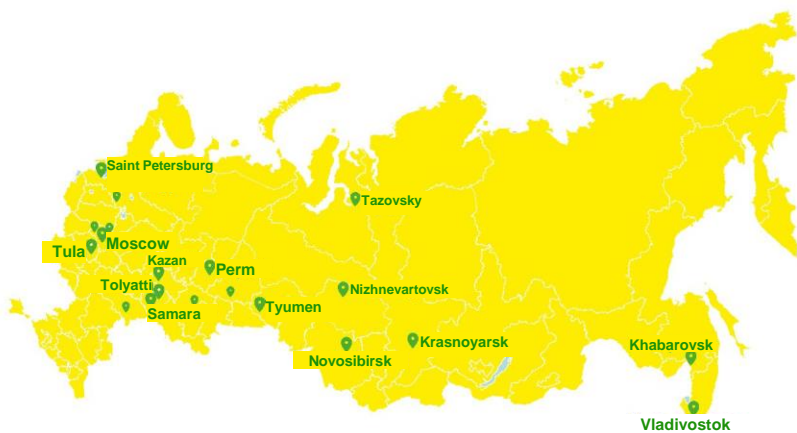 Saint Petersburg
Tazovsky
Moscow
Tula
Kazan
Perm
Tolyatti
Nizhnevartovsk
Tyumen
Samara
Krasnoyarsk
Khabarovsk
Novosibirsk
Vladivostok